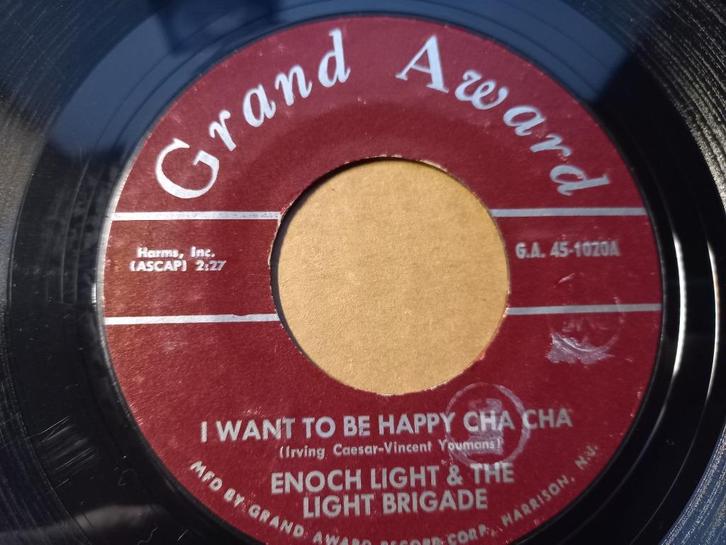 Grand Award
Harms, Inc.
(ASCAP) 2:27
G.A. 45-1020A
I WANT TO BE HAPPY CHA CHA
(Irving Caesar-Vincent Youmans)
ENOCH LIGHT & THE
LIGHT BRIGADE
MFD BY GRAND AWARD RECORD CORP., HARRISON, N.J.